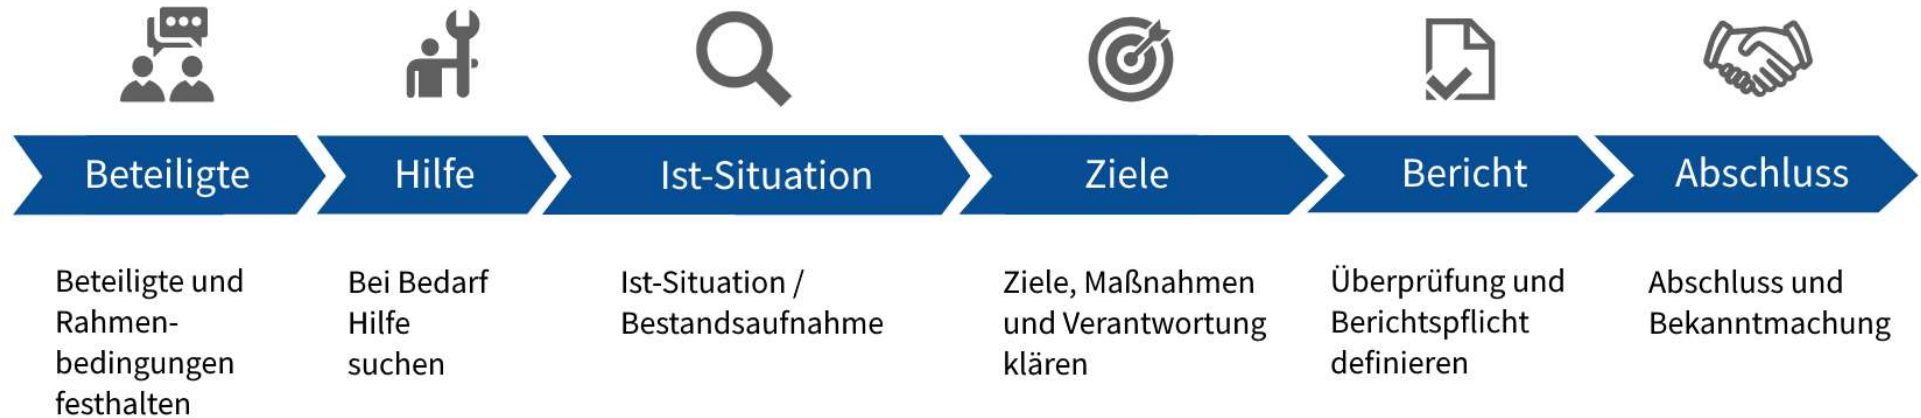 Beteiligte
Hilfe
Ist-Situation
Ziele
Bericht
Abschluss
Beteiligte und
Rahmen-
bedingungen
festhalten
Bei Bedarf
Hilfe
suchen
Ist-Situation /
Bestandsaufnahme
Ziele, Maßnahmen
und Verantwortung
klären
Überprüfung und
Berichtspflicht
definieren
Abschluss und
Bekanntmachung